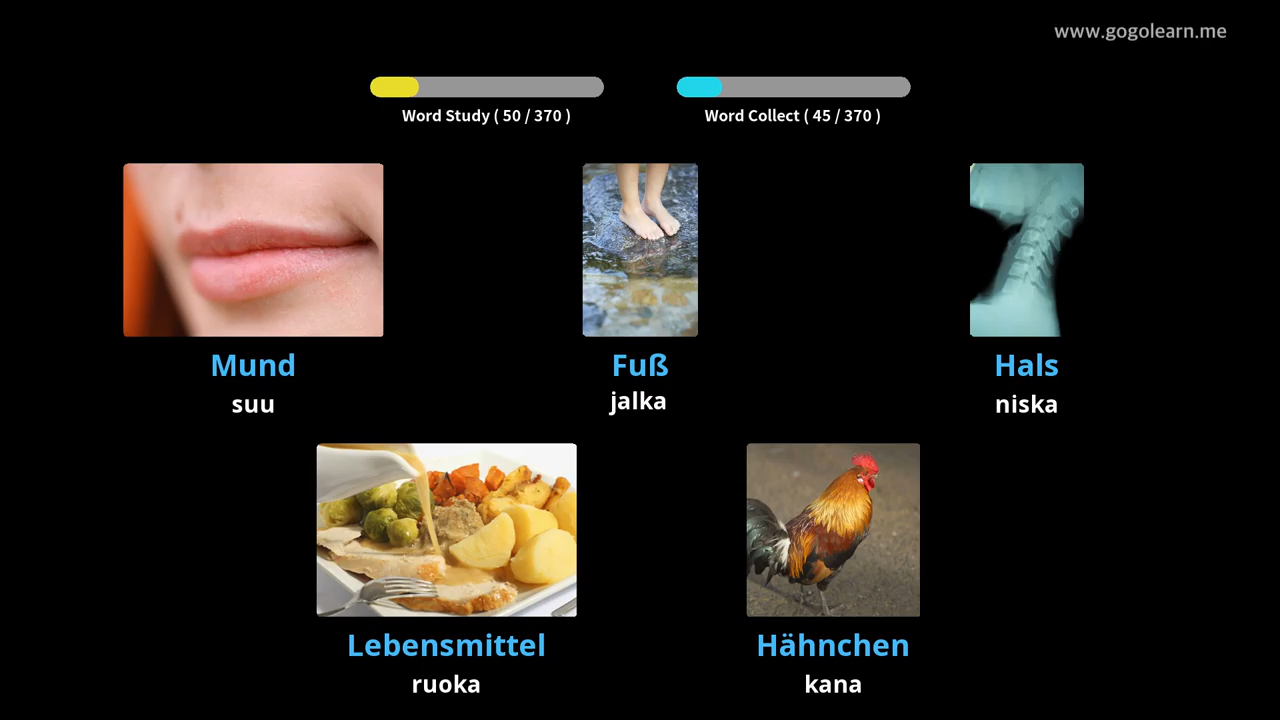 www.gogolearn.me
Word Study ( 50 / 370 )
Word Collect ( 45 / 370 )
Mund
suu
Fuß
jalka
Hals
niska
Lebensmittel
ruoka
Hähnchen
kana